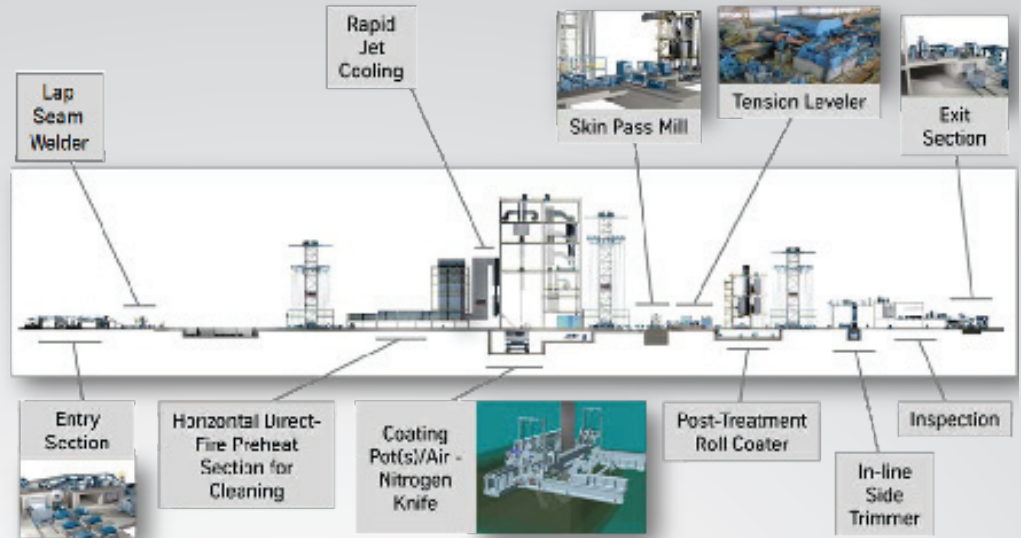 Rapid
Jet
Cooling
Lap
Seam
Welder
Skin Pass Mill
Tension Leveler
Exit
Section
Entry
Section
Horizontal Direct-
Fire Preheat
Section for
Cleaning
Coating
Pot(s)/Air -
Nitrogen
Knife
Post-Treatment
Roll Coater
In-line
Side
Trimmer
Inspection